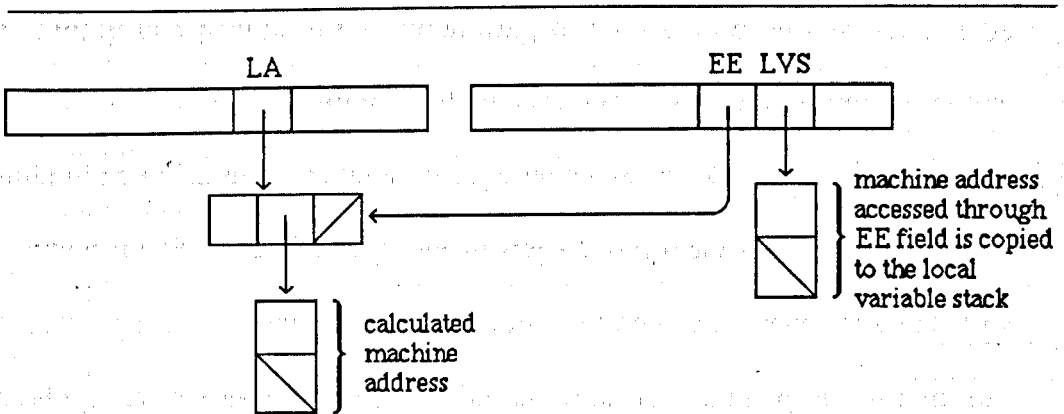 LA
EE LVS
machine address
accessed through
EE field is copied
to the local
variable stack
calculated
machine
address